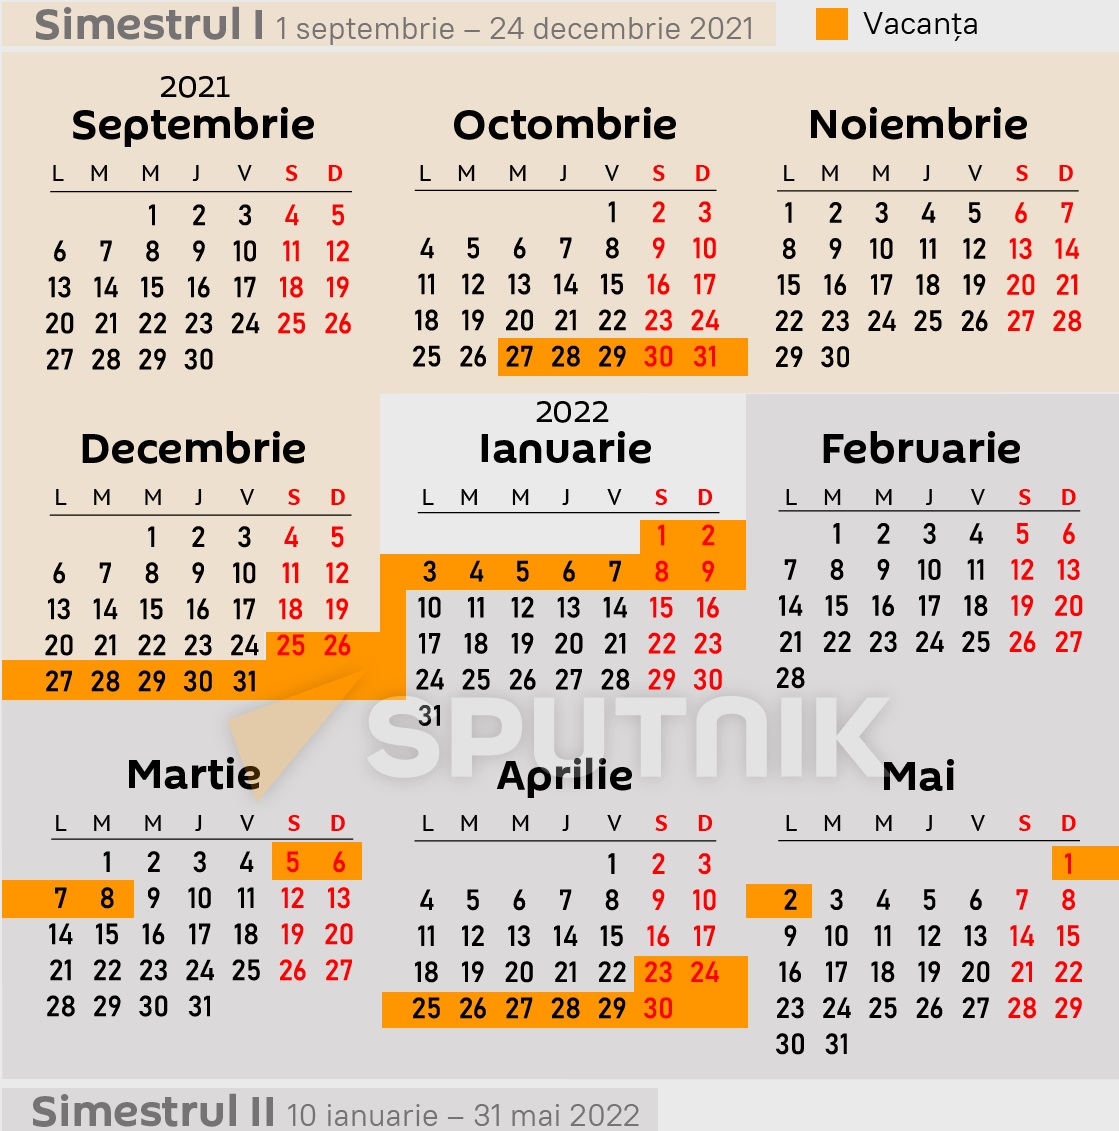 Simestrul I 1 septembrie – 24 decembrie 2021
Vacanța
2021
Septembrie
L M M J V S D
1 2 3 4 5
6 7 8 9 10 11 12
13 14 15 16 17 18 19
20 21 22 23 24 25 26
27 28 29 30
Octombrie
L M M J V S D
1 2 3
4 5 6 7 8 9 10
11 12 13 14 15 16 17
18 19 20 21 22 23 24
25 26 27 28 29 30 31
Noiembrie
L M M J V S D
1 2 3 4 5 6 7
8 9 10 11 12 13 14
15 16 17 18 19 20 21
22 23 24 25 26 27 28
29 30
Decembrie
L M M J V S D
1 2 3 4 5
6 7 8 9 10 11 12
13 14 15 16 17 18 19
20 21 22 23 24 25 26
27 28 29 30 31
2022
Ianuarie
L M M J V S D
1 2
3 4 5 6 7 8 9
10 11 12 13 14 15 16
17 18 19 20 21 22 23
24 25 26 27 28 29 30
31
Februarie
L M M J V S D
1 2 3 4 5 6
7 8 9 10 11 12 13
14 15 16 17 18 19 20
21 22 23 24 25 26 27
28
SPUTNIK
Martie
L M M J V S D
1 2 3 4 5 6
7 8 9 10 11 12 13
14 15 16 17 18 19 20
21 22 23 24 25 26 27
28 29 30 31
Aprilie
L M M J V S D
1 2 3
4 5 6 7 8 9 10
11 12 13 14 15 16 17
18 19 20 21 22 23 24
25 26 27 28 29 30
Mai
L M M J V S D
1
2 3 4 5 6 7 8
9 10 11 12 13 14 15
16 17 18 19 20 21 22
23 24 25 26 27 28 29
30 31
Simestrul II 10 ianuarie – 31 mai 2022